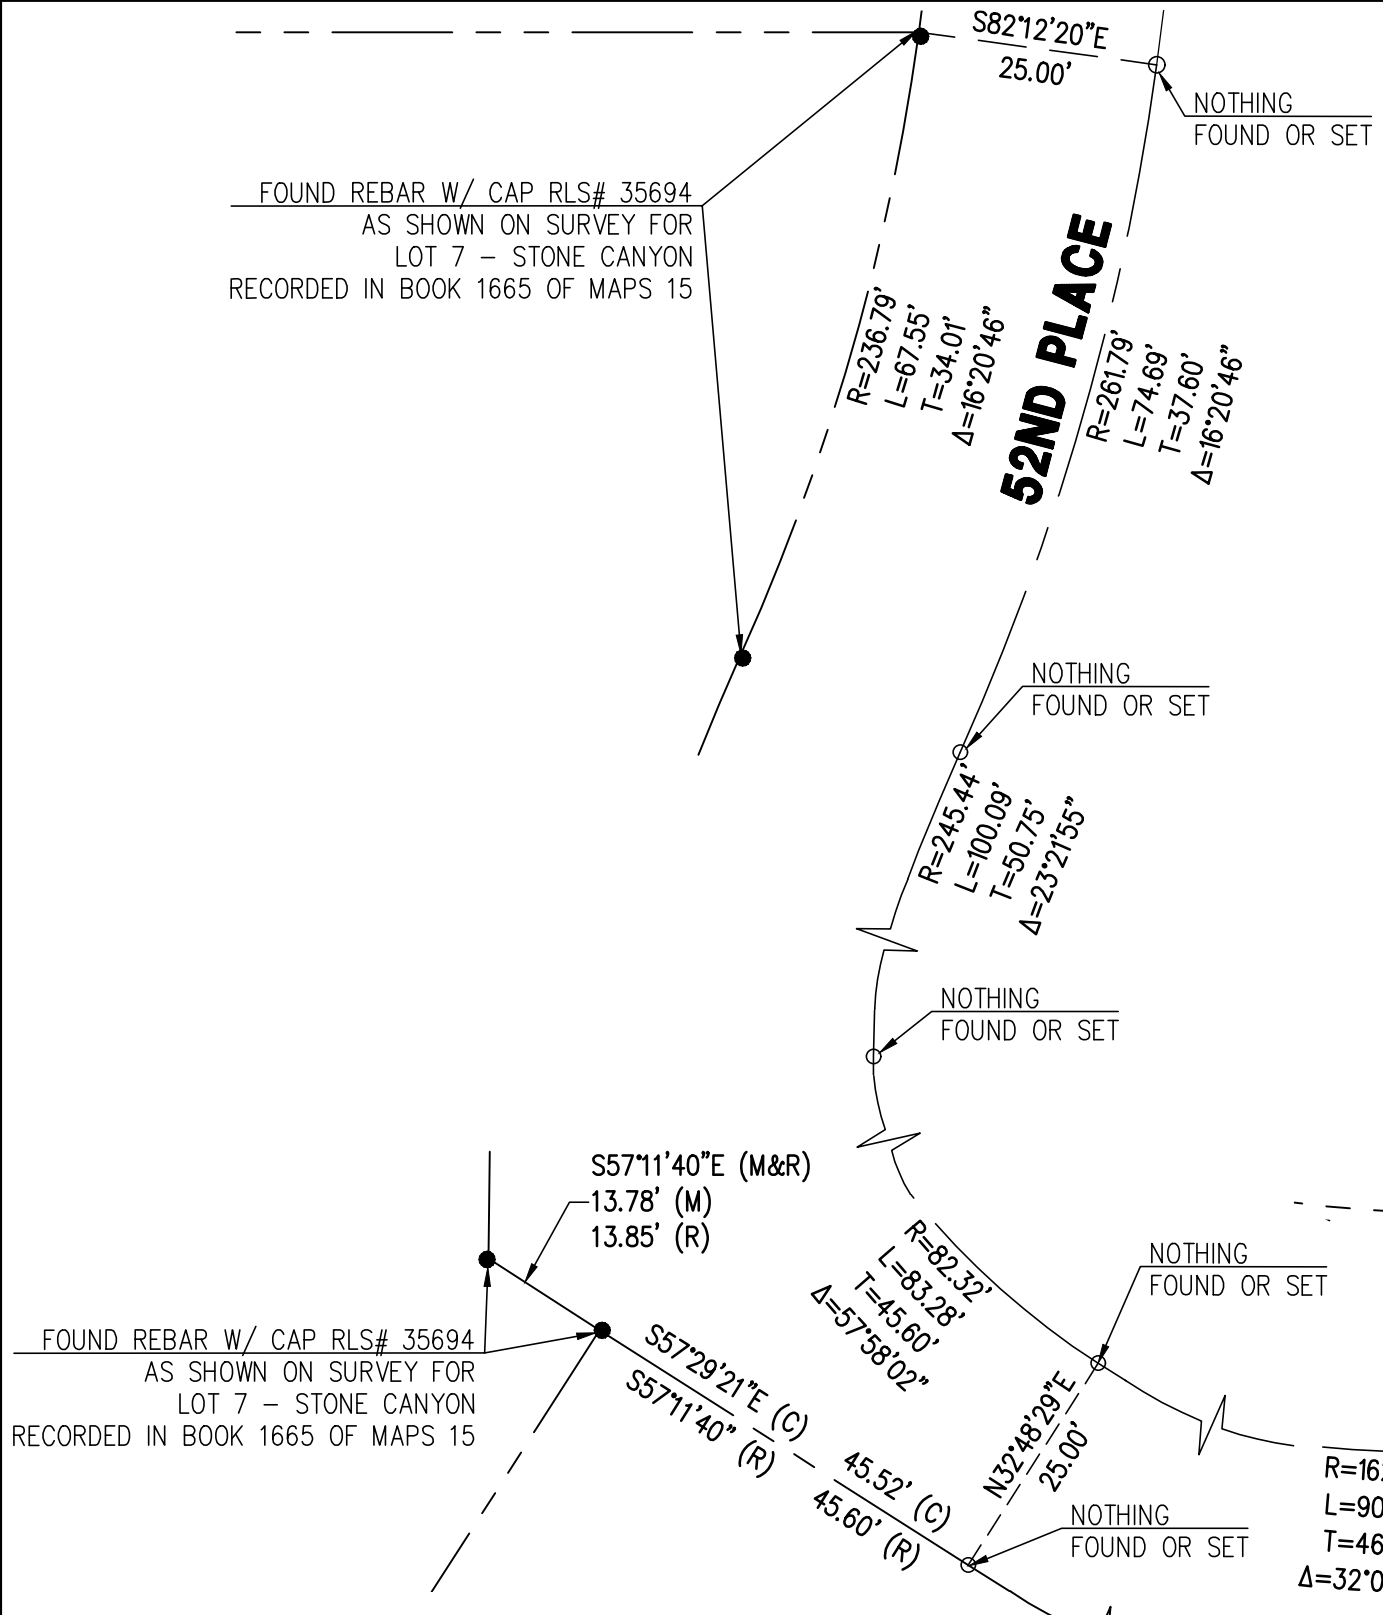 S82°12'20"E
25.00'
NOTHING
FOUND OR SET
FOUND REBAR W/ CAP RLS# 35694
AS SHOWN ON SURVEY FOR
LOT 7 – STONE CANYON
RECORDED IN BOOK 1665 OF MAPS 15
R=236.79'
L=67.55'
T=34.01'
Δ=16°20'46"
52ND PLACE
R=261.79'
L=74.69'
T=37.60'
Δ=16°20'46"
NOTHING
FOUND OR SET
R=245.44'
L=100.09'
T=50.75'
Δ=23°21'55"
NOTHING
FOUND OR SET
S57°11'40"E (M&R)
13.78' (M)
13.85' (R)
R=82.32'
L=83.28'
T=45.60'
Δ=57°58'02"
NOTHING
FOUND OR SET
FOUND REBAR W/ CAP RLS# 35694
AS SHOWN ON SURVEY FOR
LOT 7 – STONE CANYON
RECORDED IN BOOK 1665 OF MAPS 15
S57°29'21"E (C)
S57°11'40" (R)
45.52' (C)
45.60' (R)
N32°48'29"E
25.00'
NOTHING
FOUND OR SET
L=90
T=46
Δ=32°0